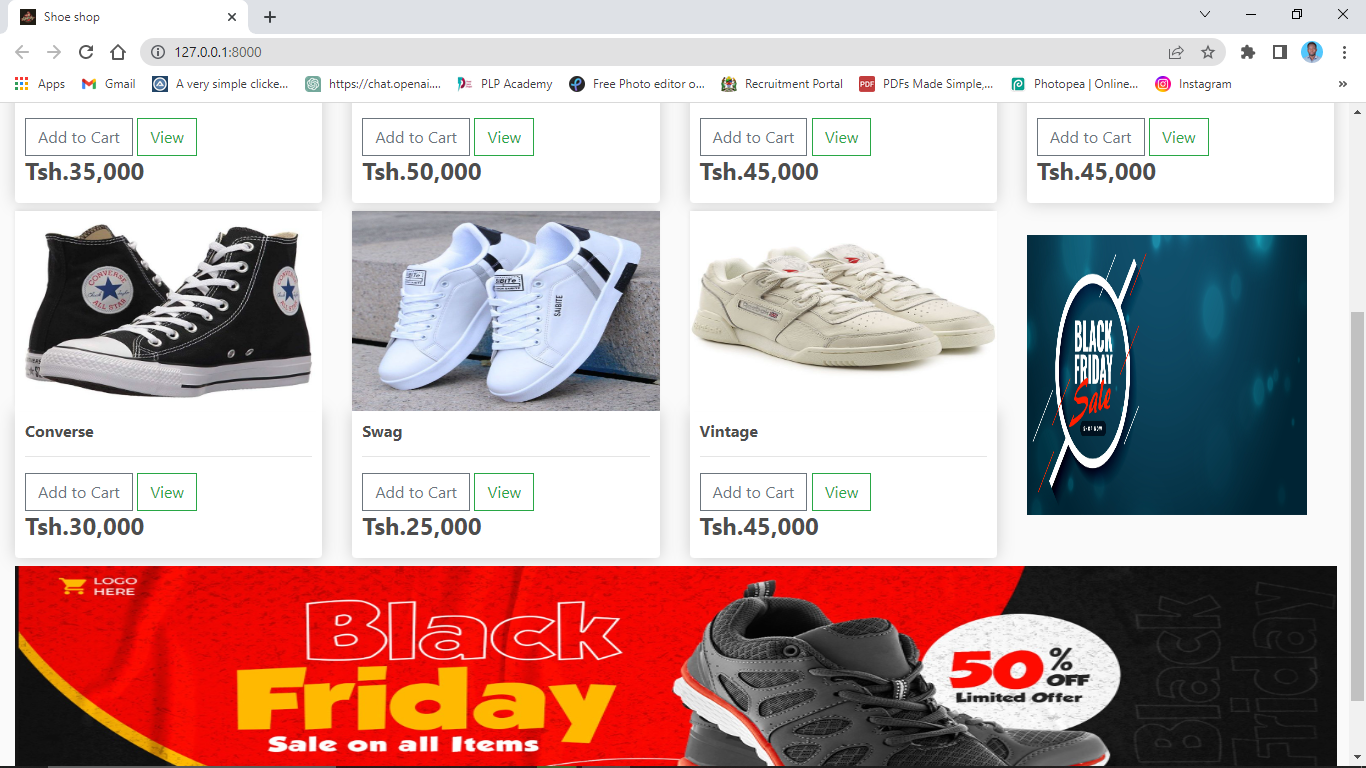 Shoe shop
127.0.0.1:8000
Apps
Gmail
A very simple clicke...
https://chat.openai....
PLP Academy
Free Photo editor o...
Recruitment Portal
PDF
PDFs Made Simple,...
Photopea | Online...
Instagram
»
Add to Cart View
Tsh.35,000
Add to Cart View
Tsh.50,000
Add to Cart View
Tsh.45,000
Add to Cart View
Tsh.45,000
CONVERSE
ALL STAR
Converse
Add to Cart View
Tsh.30,000
SAIBITE
Swag
Add to Cart View
Tsh.25,000
Vintage
Add to Cart View
Tsh.45,000
BLACK
FRIDAY
Sale
SHOP NOW
LOGO
HERE
Black
Friday
Sale on all Items
50%
OFF
Limited Offer
Black
Friday